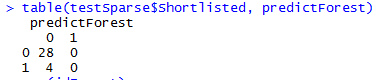 > table(testSparse$Shortlisted, predictForest)
predictForest
0 1
0 28 0
1 4 0